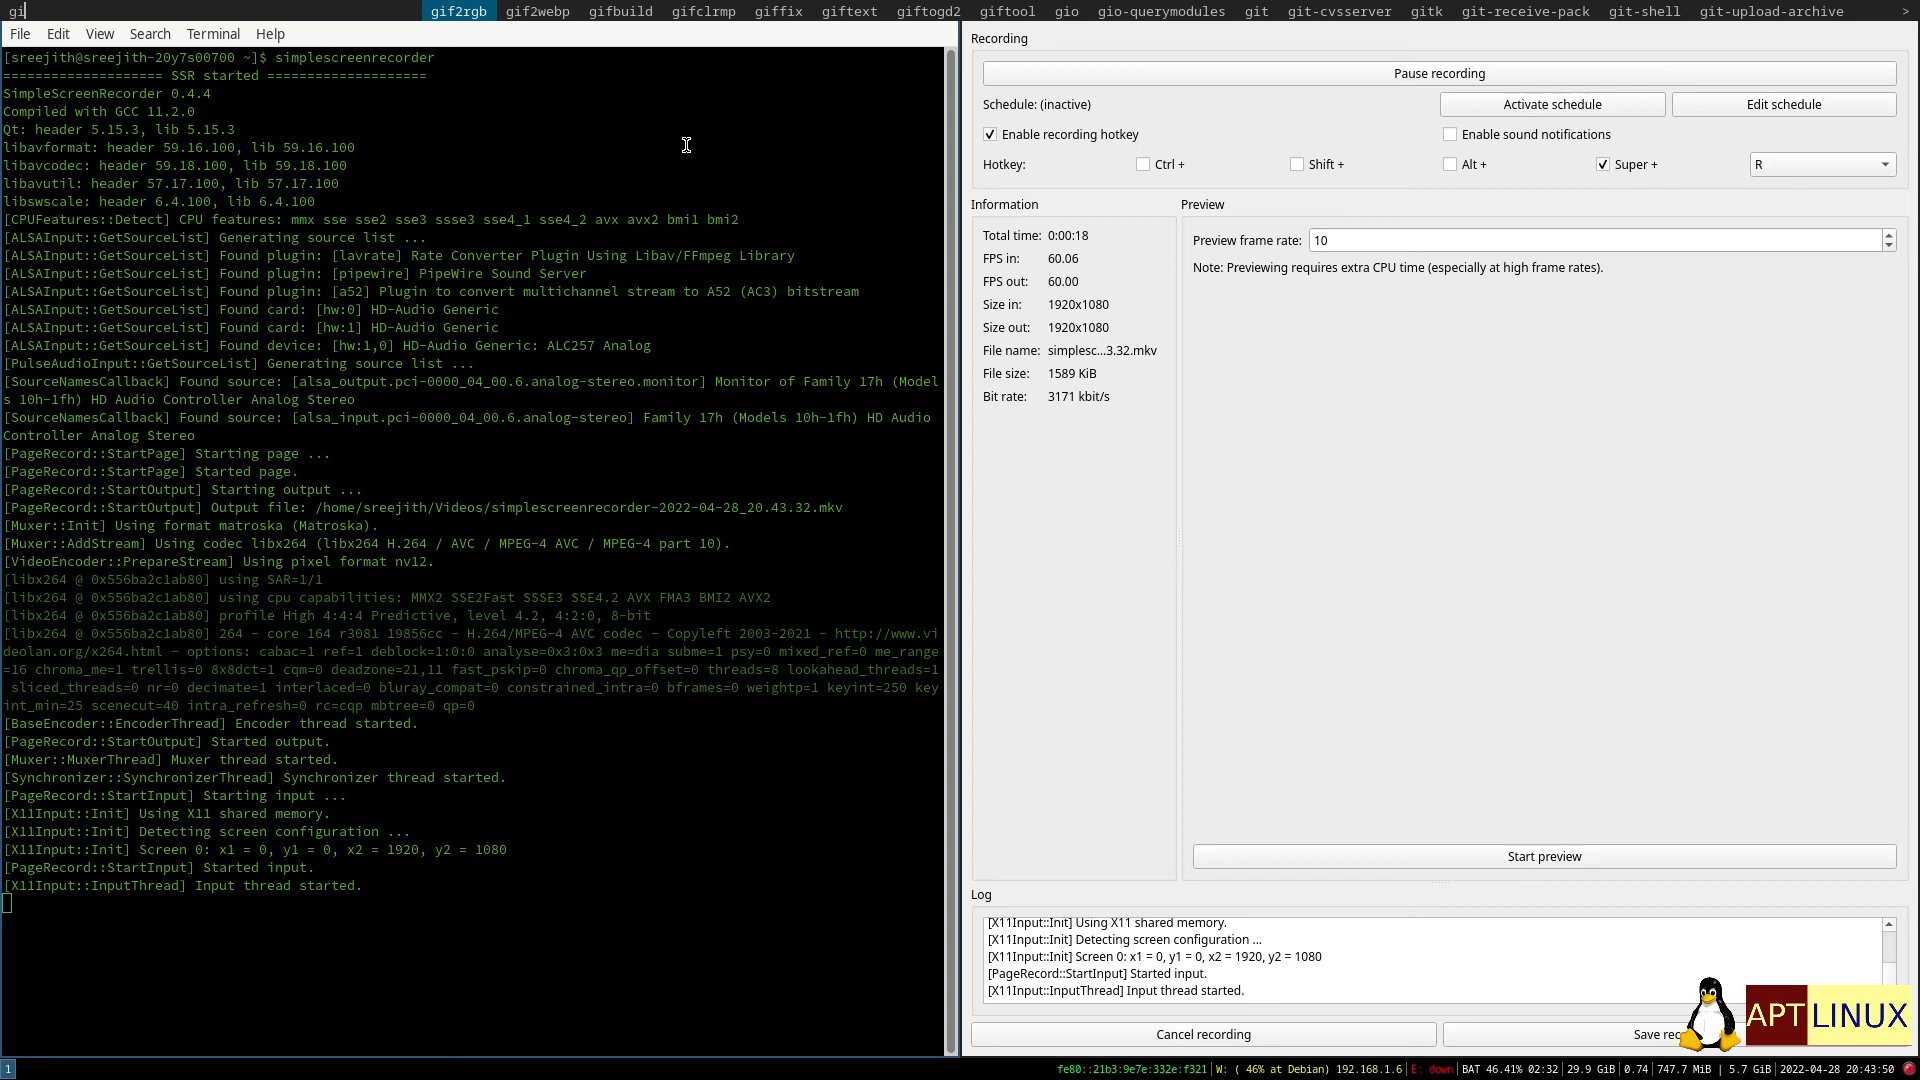 gi gif2rgb gif2webp gifbuild gifclrmp giffix giftext giftogd2 giftool gio gio-querymodules git git-cvsserver gitk git-receive-pack git-shell git-upload-archive >
File Edit View Search Terminal Help
[sreejith@sreejith-20y7s00700 ~]$ simplescreenrecorder
==================== SSR started ====================
SimpleScreenRecorder 0.4.4
Compiled with GCC 11.2.0
Qt: header 5.15.3, lib 5.15.3
libavformat: header 59.16.100, lib 59.16.100
libavcodec: header 59.18.100, lib 59.18.100
libavutil: header 57.17.100, lib 57.17.100
libswscale: header 6.4.100, lib 6.4.100
[CPUFeatures::Detect] CPU features: mmx sse sse2 sse3 ssse3 sse4_1 sse4_2 avx avx2 bmi1 bmi2
[ALSAInput::GetSourceList] Generating source list ...
[ALSAInput::GetSourceList] Found plugin: [lavrate] Rate Converter Plugin Using Libav/FFmpeg Library
[ALSAInput::GetSourceList] Found plugin: [pipewire] PipeWire Sound Server
[ALSAInput::GetSourceList] Found plugin: [a52] Plugin to convert multichannel stream to A52 (AC3) bitstream
[ALSAInput::GetSourceList] Found card: [hw:0] HD-Audio Generic
[ALSAInput::GetSourceList] Found card: [hw:1] HD-Audio Generic
[ALSAInput::GetSourceList] Found device: [hw:1,0] HD-Audio Generic: ALC257 Analog
[PulseAudioInput::GetSourceList] Generating source list ...
[SourceNamesCallback] Found source: [alsa_output.pci-0000_04_00.6.analog-stereo.monitor] Monitor of Family 17h (Model
s 10h-1fh) HD Audio Controller Analog Stereo
[SourceNamesCallback] Found source: [alsa_input.pci-0000_04_00.6.analog-stereo] Family 17h (Models 10h-1fh) HD Audio
Controller Analog Stereo
[PageRecord::StartPage] Starting page ...
[PageRecord::StartPage] Started page.
[PageRecord::StartOutput] Starting output ...
[PageRecord::StartOutput] Output file: /home/sreejith/Videos/simplescreenrecorder-2022-04-28_20.43.32.mkv
[Muxer::Init] Using format matroska (Matroska).
[Muxer::AddStream] Using codec libx264 (libx264 H.264 / AVC / MPEG-4 AVC / MPEG-4 part 10).
[VideoEncoder::PrepareStream] Using pixel format nv12.
[libx264 @ 0x556ba2c1ab80] using SAR=1/1
[libx264 @ 0x556ba2c1ab80] using cpu capabilities: MMX2 SSE2Fast SSSE3 SSE4.2 AVX FMA3 BMI2 AVX2
[libx264 @ 0x556ba2c1ab80] profile High 4:4:4 Predictive, level 4.2, 4:2:0, 8-bit
[libx264 @ 0x556ba2c1ab80] 264 - core 164 r3081 19856cc - H.264/MPEG-4 AVC codec - Copyleft 2003-2021 - http://www.vi
deolan.org/x264.html - options: cabac=1 ref=1 deblock=1:0:0 analyse=0x3:0x3 me=dia subme=1 psy=0 mixed_ref=0 me_range
=16 chroma_me=1 trellis=0 8x8dct=1 cqm=0 deadzone=21,11 fast_pskip=0 chroma_qp_offset=0 threads=8 lookahead_threads=1
sliced_threads=0 nr=0 decimate=1 interlaced=0 bluray_compat=0 constrained_intra=0 bframes=0 weightp=1 keyint=250 key
int_min=25 scenecut=40 intra_refresh=0 rc=cqp mbtree=0 qp=0
[BaseEncoder::EncoderThread] Encoder thread started.
[PageRecord::StartOutput] Started output.
[Muxer::MuxerThread] Muxer thread started.
[Synchronizer::SynchronizerThread] Synchronizer thread started.
[PageRecord::StartInput] Starting input ...
[X11Input::Init] Using X11 shared memory.
[X11Input::Init] Detecting screen configuration ...
[X11Input::Init] Screen 0: x1 = 0, y1 = 0, x2 = 1920, y2 = 1080
[PageRecord::StartInput] Started input.
[X11Input::InputThread] Input thread started.
Recording
Pause recording
Schedule: (inactive) Activate schedule Edit schedule
Enable recording hotkey Enable sound notifications
Hotkey: Ctrl + Shift + Alt + Super + R
Information
Total time: 0:00:18
FPS in: 60.06
FPS out: 60.00
Size in: 1920x1080
Size out: 1920x1080
File name: simplesc...3.32.mkv
File size: 1589 KiB
Bit rate: 3171 kbit/s
Preview
Preview frame rate: 10
Note: Previewing requires extra CPU time (especially at high frame rates).
Start preview
Log
[X11Input::Init] Using X11 shared memory.
[X11Input::Init] Detecting screen configuration ...
[X11Input::Init] Screen 0: x1 = 0, y1 = 0, x2 = 1920, y2 = 1080
[PageRecord::StartInput] Started input.
[X11Input::InputThread] Input thread started.
Cancel recording Save rec
APT LINUX
1 fe80::21b3:9e7e:332e:f321 | W: ( 46% at Debian) 192.168.1.6 | E: down | BAT 46.41% 02:32 | 29.9 GiB | 0.74 | 747.7 MiB | 5.7 GiB | 2022-04-28 20:43:50